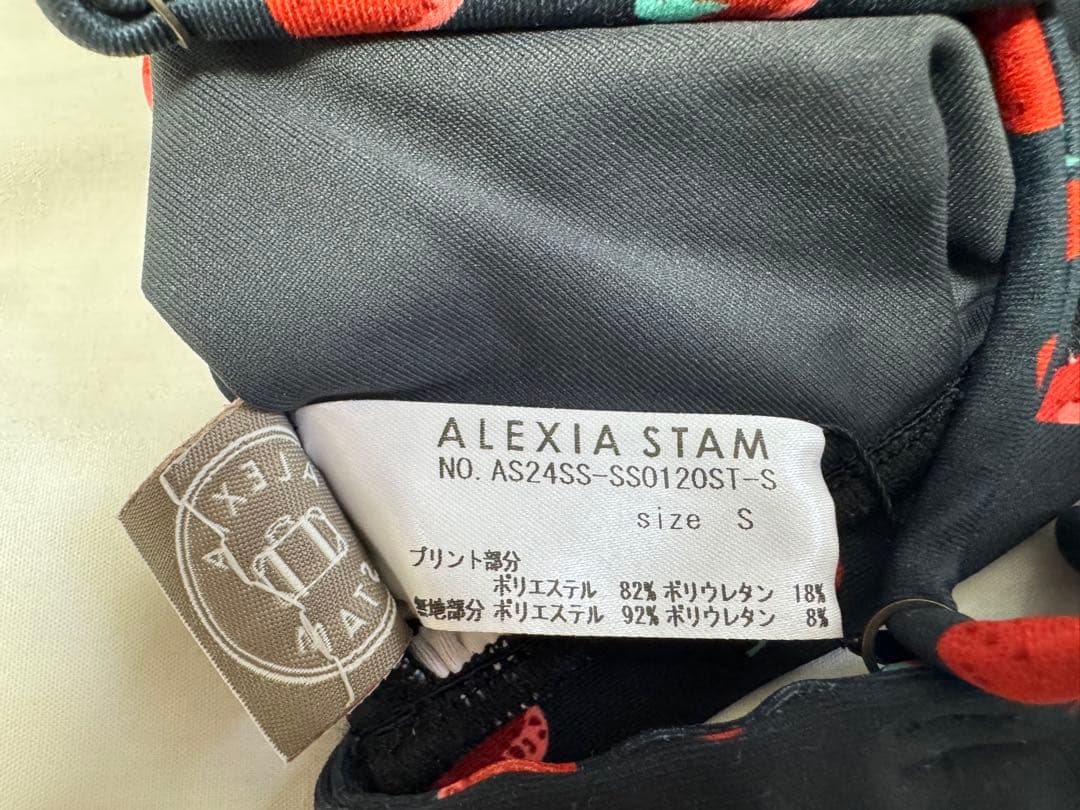 ALEXIA STAM
NO. AS24SS-SS0120ST-S
size S
プリント部分
ポリエステル 82% ポリウレタン 18%
無地部分 ポリエステル 92% ポリウレタン 8%
ALEXIA
STAM